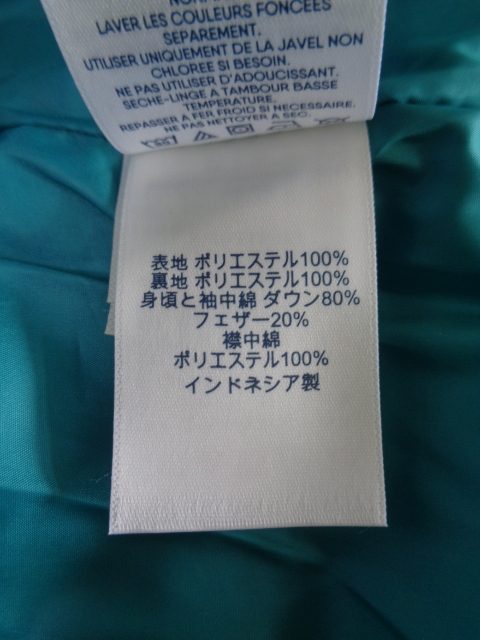 LAVER LES COULEURS FONCÉES
SÉPAREMENT.
UTILISER UNIQUEMENT DE LA JAVEL NON
CHLORÉE SI BESOIN.
NE PAS UTILISER D'ADOUCISSANT.
SÈCHE-LINGE A TAMBOUR BASSE
TEMPERATURE.
REPASSER A FER FROID SI NECESSAIRE.
NE PAS NETTOYER A SEC.
表地 ポリエステル100%
裏地 ポリエステル100%
身頃と袖中綿 ダウン80%
フェザー20%
襟中綿
ポリエステル100%
インドネシア製